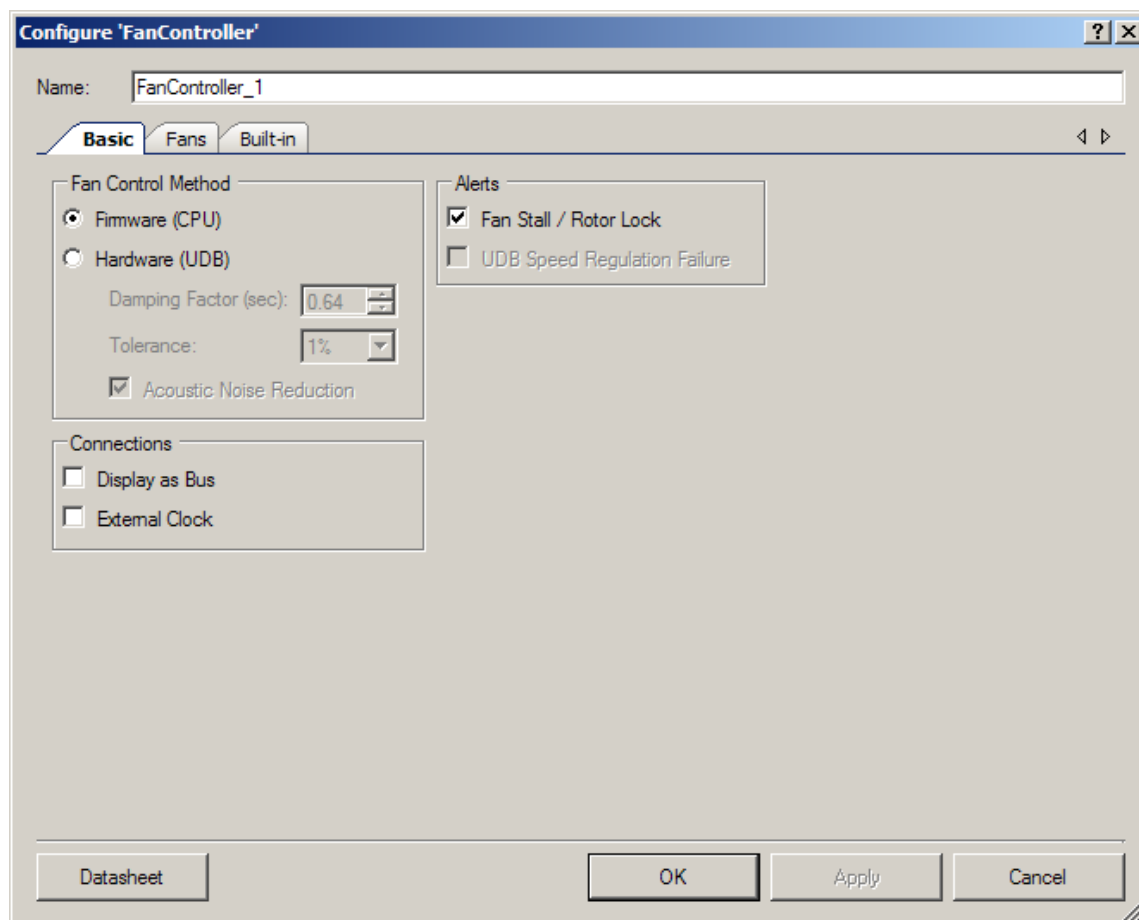 Configure 'FanController'
Name: FanController_1
Basic Fans Built-in
Fan Control Method
Firmware (CPU)
Hardware (UDB)
Damping Factor (sec): 0.64
Tolerance: 1%
Acoustic Noise Reduction
Alerts
Fan Stall / Rotor Lock
UDB Speed Regulation Failure
Connections
Display as Bus
External Clock
Datasheet OK Apply Cancel